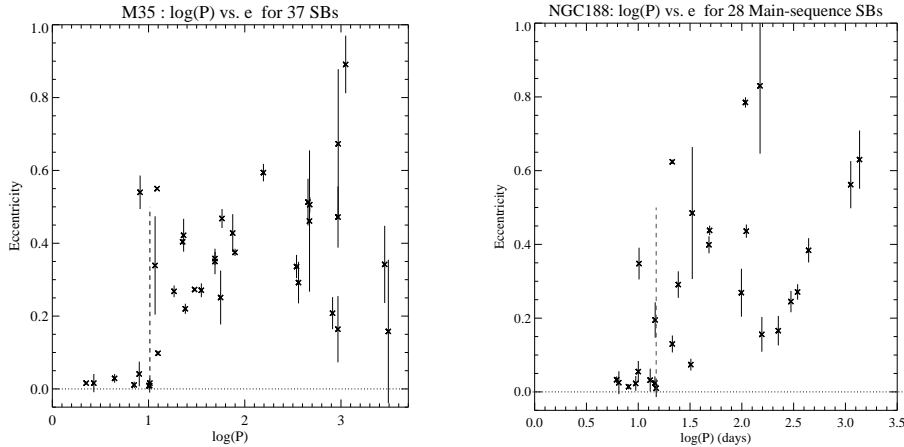 M35 : log(P) vs. e for 37 SBs
1.0
0.8
0.6
0.4
0.2
0.0
Eccentricity
0 1 2 3
log(P)
NGC188: log(P) vs. e for 28 Main-sequence SBs
1.0
0.8
0.6
0.4
0.2
0.0
Eccentricity
0.0 0.5 1.0 1.5 2.0 2.5 3.0 3.5
log(P) (days)